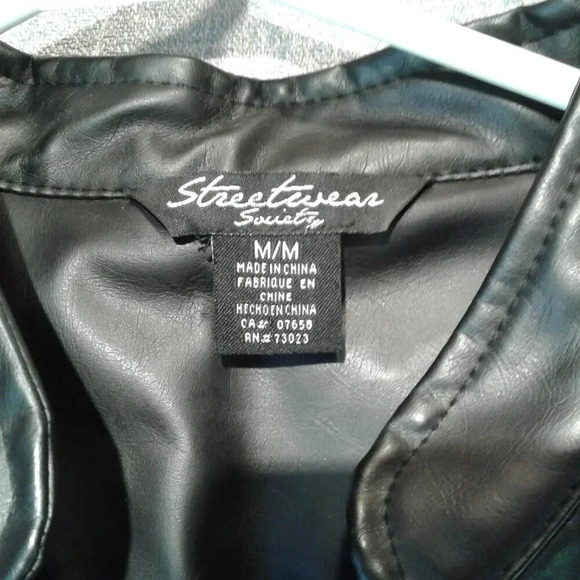 Streetwear
Society
M/M
MADE IN CHINA
FABRIQUE EN
CHINE
HECHO EN CHINA
CA# 07658
RN# 73023